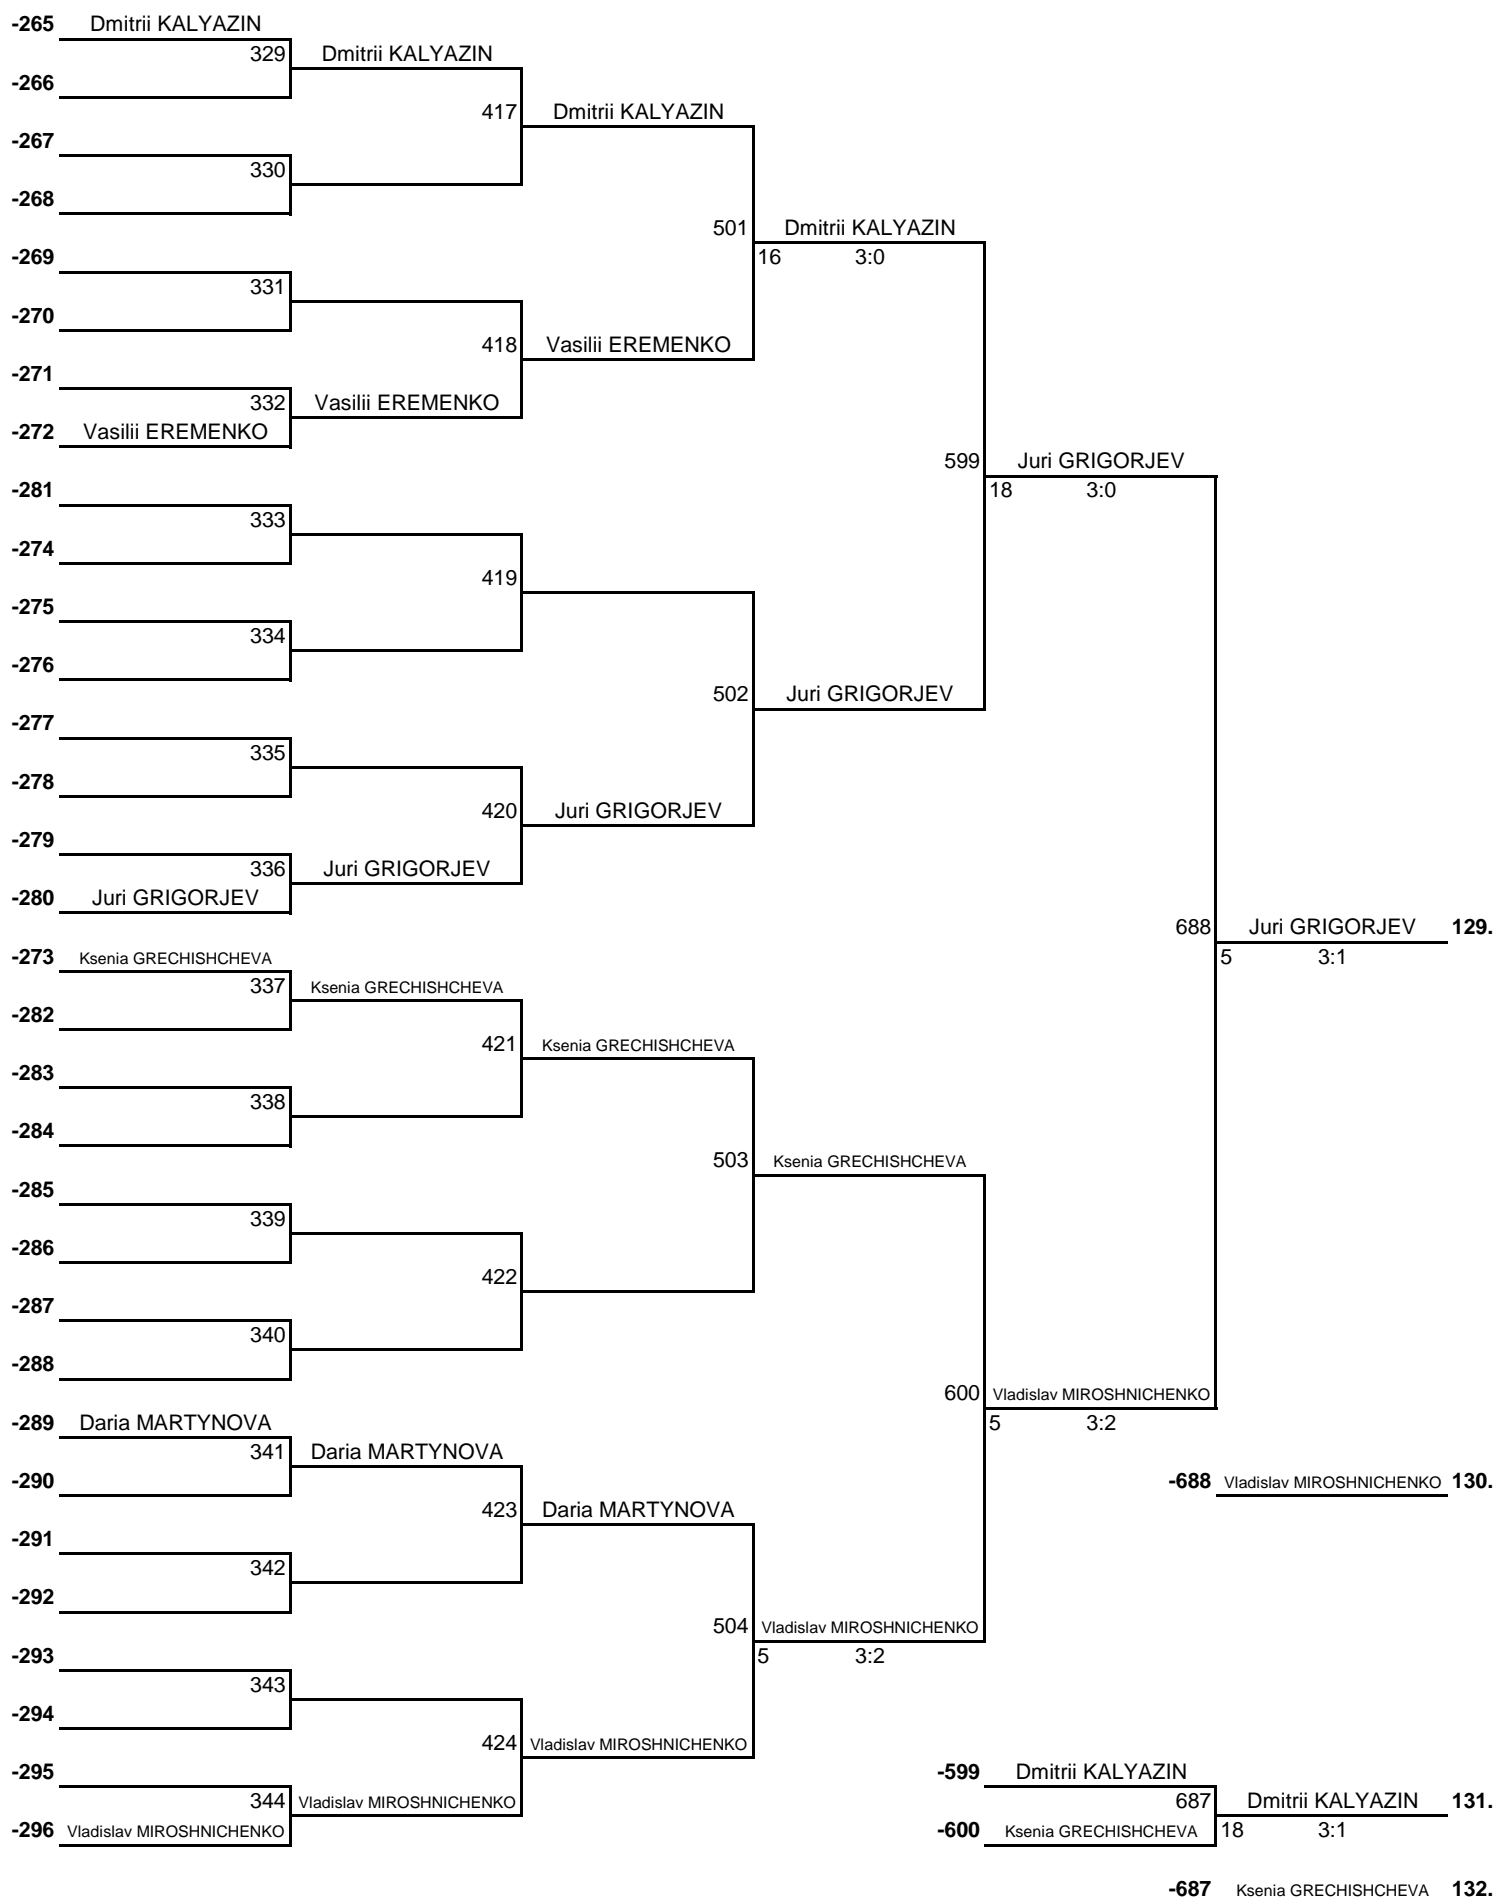 -265 Dmitrii KALYAZIN
329 Dmitrii KALYAZIN
-266
417 Dmitrii KALYAZIN
-267
330
-268
501 Dmitrii KALYAZIN
16 3:0
-269
331
-270
418 Vasilii EREMENKO
-271
332 Vasilii EREMENKO
-272 Vasilii EREMENKO
599 Juri GRIGORJEV
18 3:0
-281
333
-274
419
-275
334
-276
502 Juri GRIGORJEV
-277
335
-278
420 Juri GRIGORJEV
-279
336 Juri GRIGORJEV
-280 Juri GRIGORJEV
688 Juri GRIGORJEV 129.
5 3:1
-273 Ksenia GRECHISHCHEVA
337 Ksenia GRECHISHCHEVA
-282
421 Ksenia GRECHISHCHEVA
-283
338
-284
503 Ksenia GRECHISHCHEVA
-285
339
-286
422
-287
340
-288
600 Vladislav MIROSHNICHENKO
5 3:2
-289 Daria MARTYNOVA
341 Daria MARTYNOVA
-290
-688 Vladislav MIROSHNICHENKO 130.
423 Daria MARTYNOVA
-291
342
-292
504 Vladislav MIROSHNICHENKO
5 3:2
-293
343
-294
424 Vladislav MIROSHNICHENKO
-295
-599 Dmitrii KALYAZIN
344 Vladislav MIROSHNICHENKO
687 Dmitrii KALYAZIN 131.
-296 Vladislav MIROSHNICHENKO
-600 Ksenia GRECHISHCHEVA
18 3:1
-687 Ksenia GRECHISHCHEVA 132.